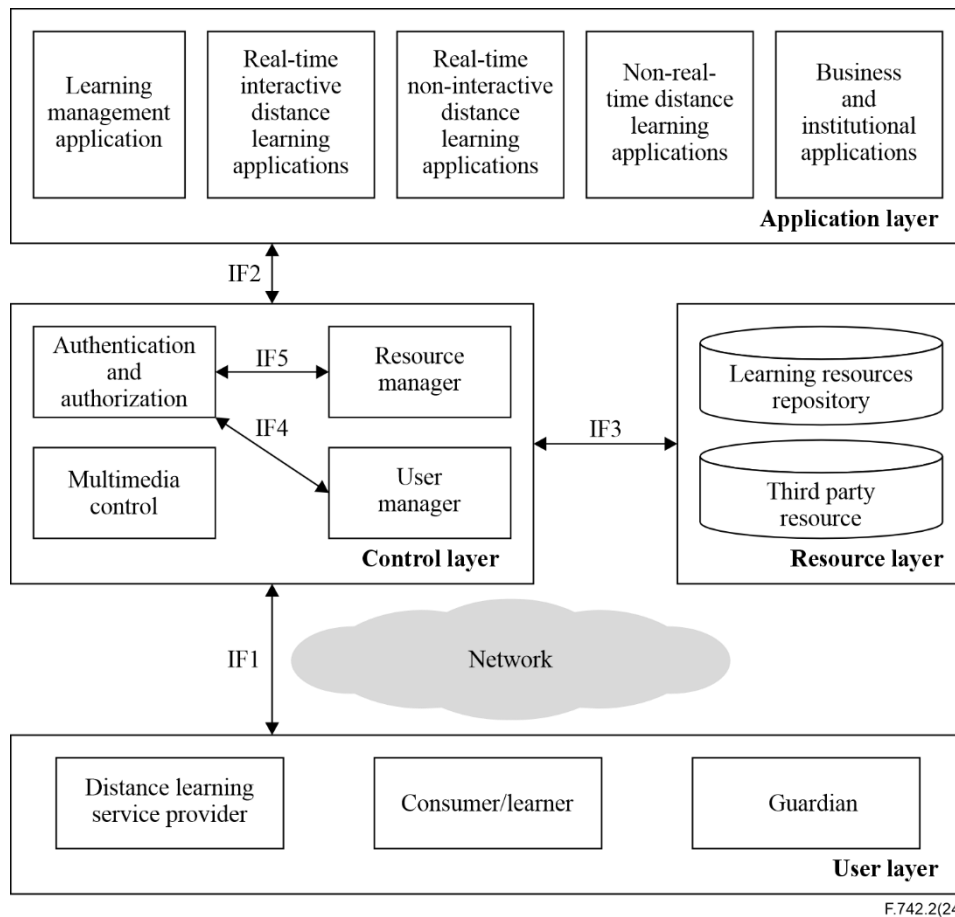 Learning
management
application
Real-time
interactive
distance
learning
applications
Real-time
non-interactive
distance
learning
applications
Non-real-
time distance
learning
applications
Business
and
institutional
applications
Application layer
IF2
Authentication
and
authorization
IF5
Resource
manager
IF4
Multimedia
control
User
manager
Control layer
IF3
Learning resources
repository
Third party
resource
Resource layer
IF1
Network
Distance learning
service provider
Consumer/learner
Guardian
User layer
F.742.2(24